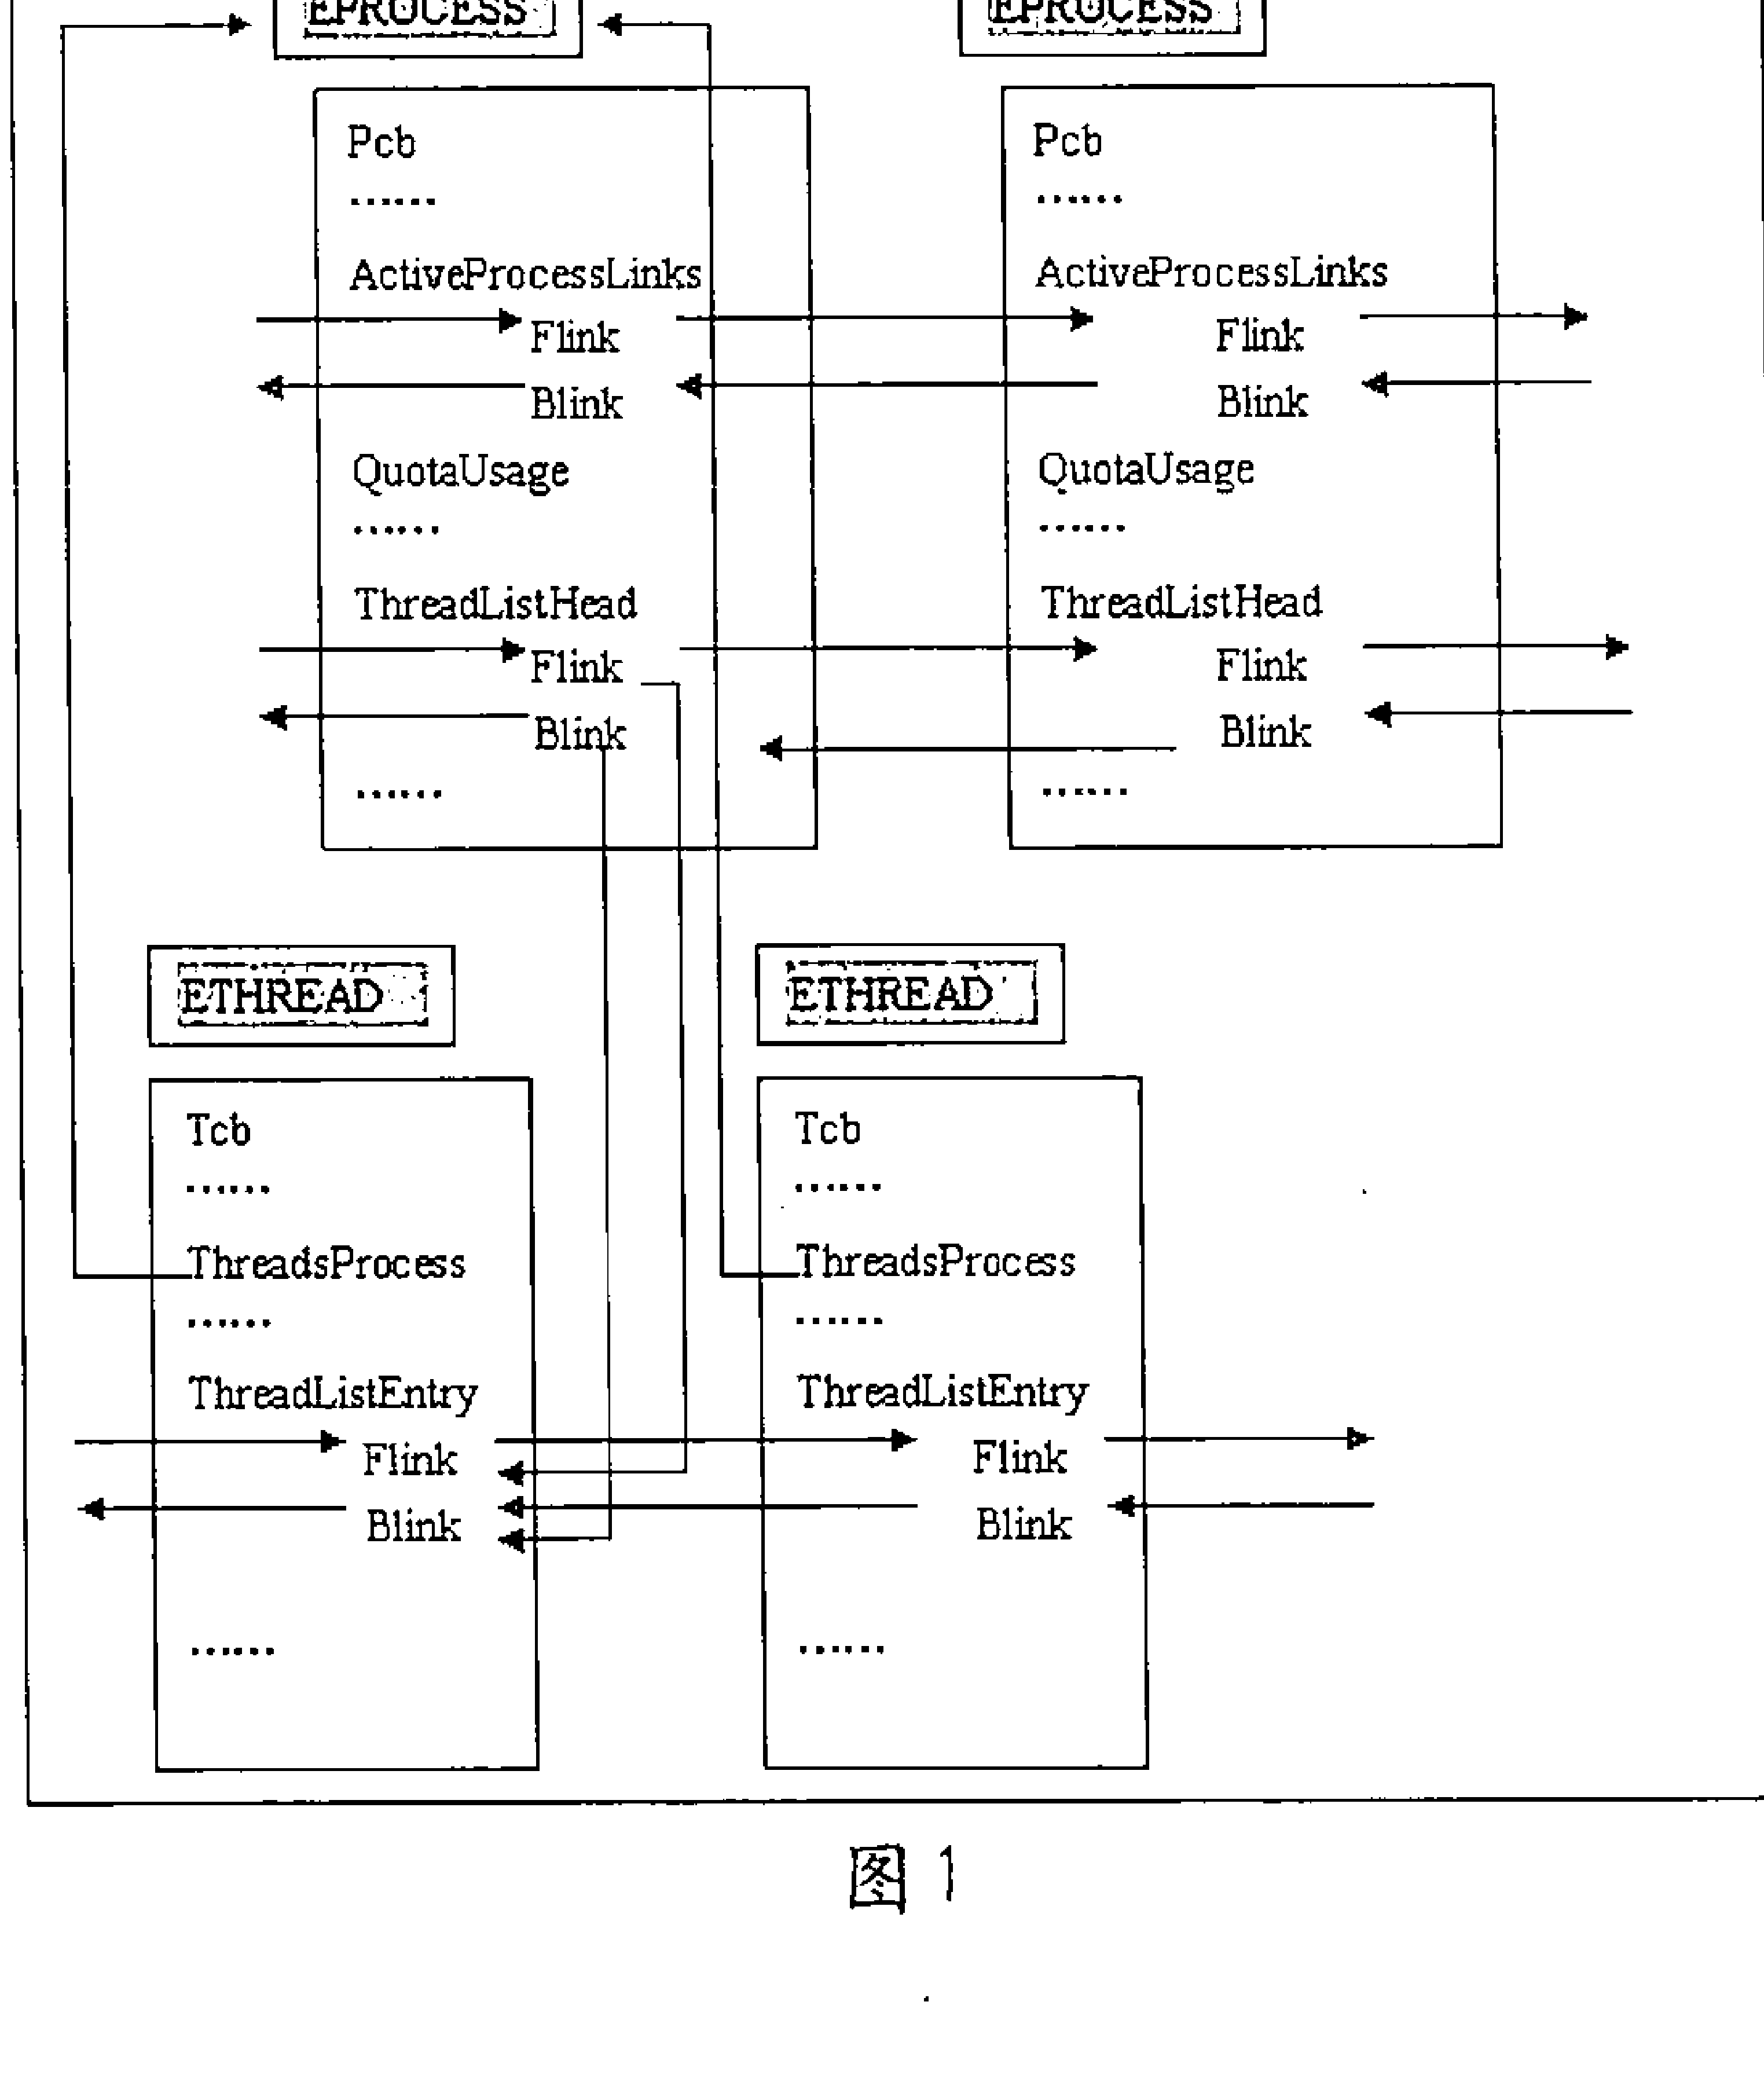 EPROCESS EPROCESS
Pcb Pcb
...... ......
ActiveProcessLinks ActiveProcessLinks
Flink Flink
Blink Blink
QuotaUsage QuotaUsage
...... ......
ThreadListHead ThreadListHead
Flink Flink
Blink Blink
...... ......
ETHREAD ETHREAD
Tcb Tcb
...... ......
ThreadsProcess ThreadsProcess
...... ......
ThreadListEntry ThreadListEntry
Flink Flink
Blink Blink
...... ......
图 1